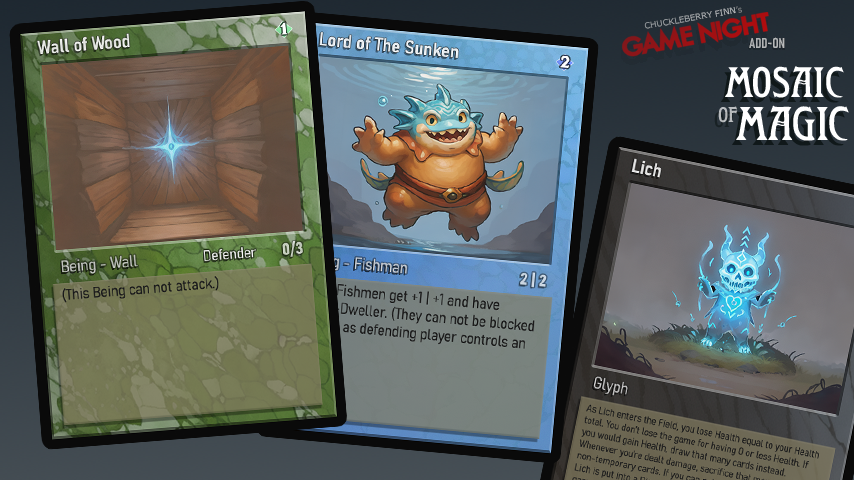 Wall of Wood
1
Being - Wall
Defender
0/3
(This Being can not attack.)
Lord of The Sunken
2
g - Fishman
2|2
Fishmen get +1| +1 and have
Dweller. (They can not be blocked
as defending player controls an
CHUCKLEBERRY FINN's
GAME NIGHT
ADD-ON
MOSAIC
OF MAGIC
Lich
Glyph
As Lich enters the Field, you lose Health equal to your Health
total. You don't lose the game for having 0 or loss Health. If
you would gain Health, draw that many cards instead.
Whenever you're dealt damage, sacrifice that
non-temporary cards. If you can
Lich is put into a